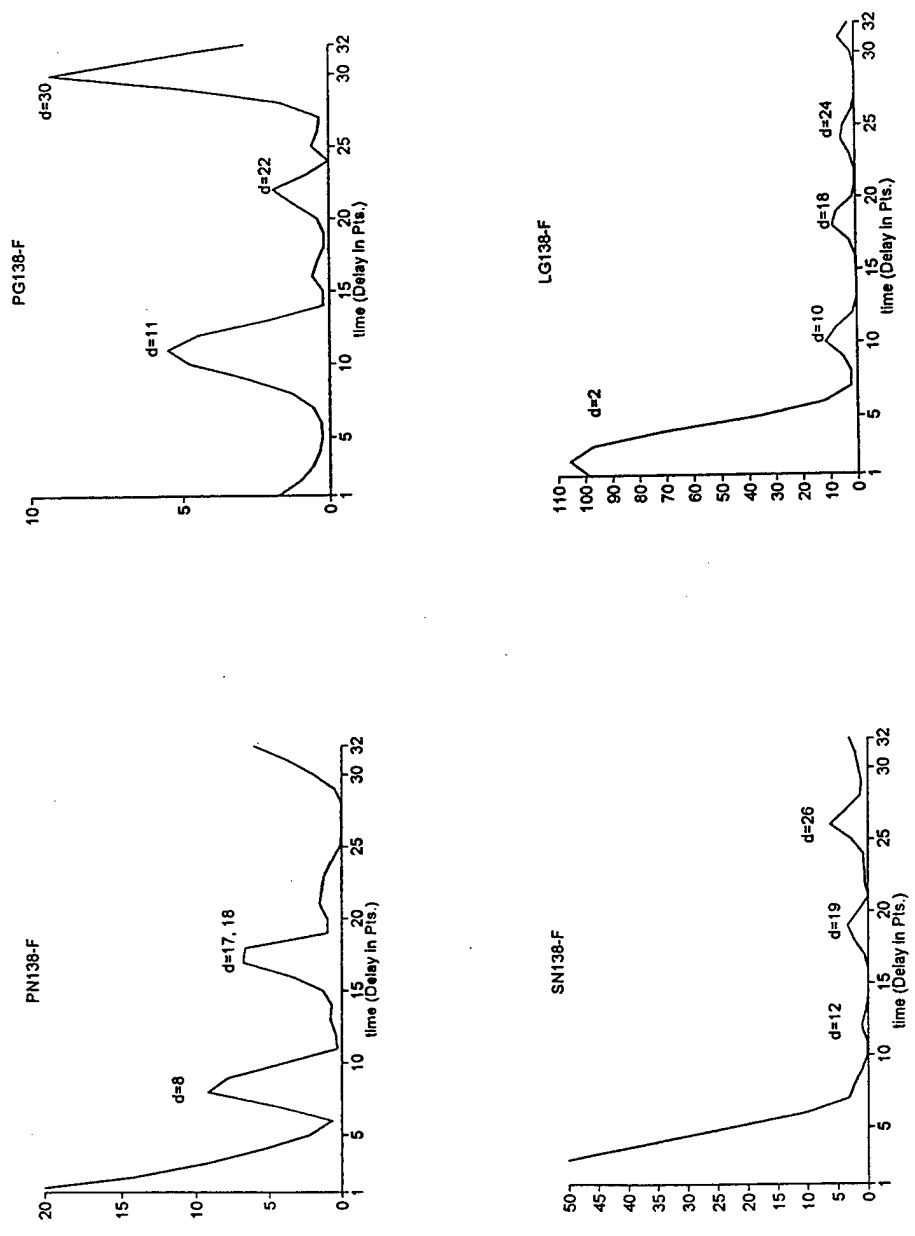 PN138-F
20
15
10
5
0
d=8
d=17, 18
1 5 10 15 20 25 30 32
time (Delay in Pts.)
PG138-F
10
5
0
d=11
d=22
d=30
1 5 10 15 20 25 30 32
time (Delay in Pts.)
SN138-F
50
45
40
35
30
25
20
15
10
5
0
d=12
d=19
d=26
1 5 10 15 20 25 30 32
time (Delay in Pts.)
LG138-F
110
100
90
80
70
60
50
40
30
20
10
0
d=2
d=10
d=18
d=24
1 5 10 15 20 25 30 32
time (Delay in Pts.)